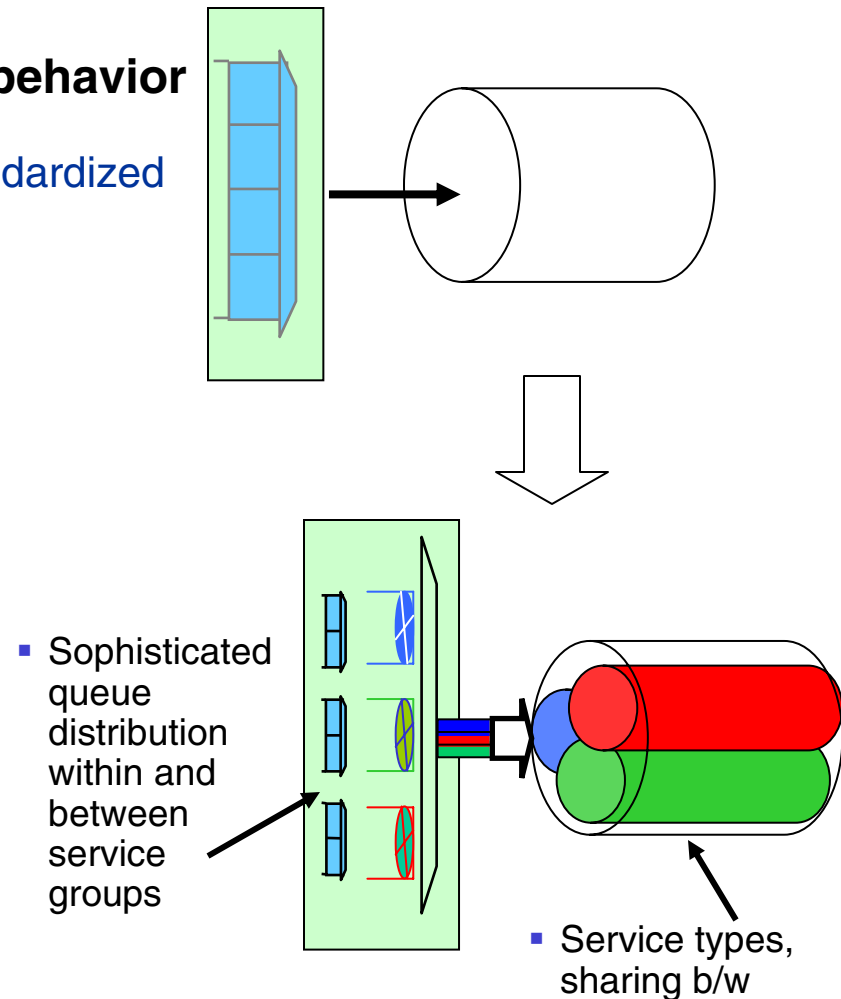 behavior
dardized
▪ Sophisticated
queue
distribution
within and
between
service
groups
▪ Service types,
sharing b/w